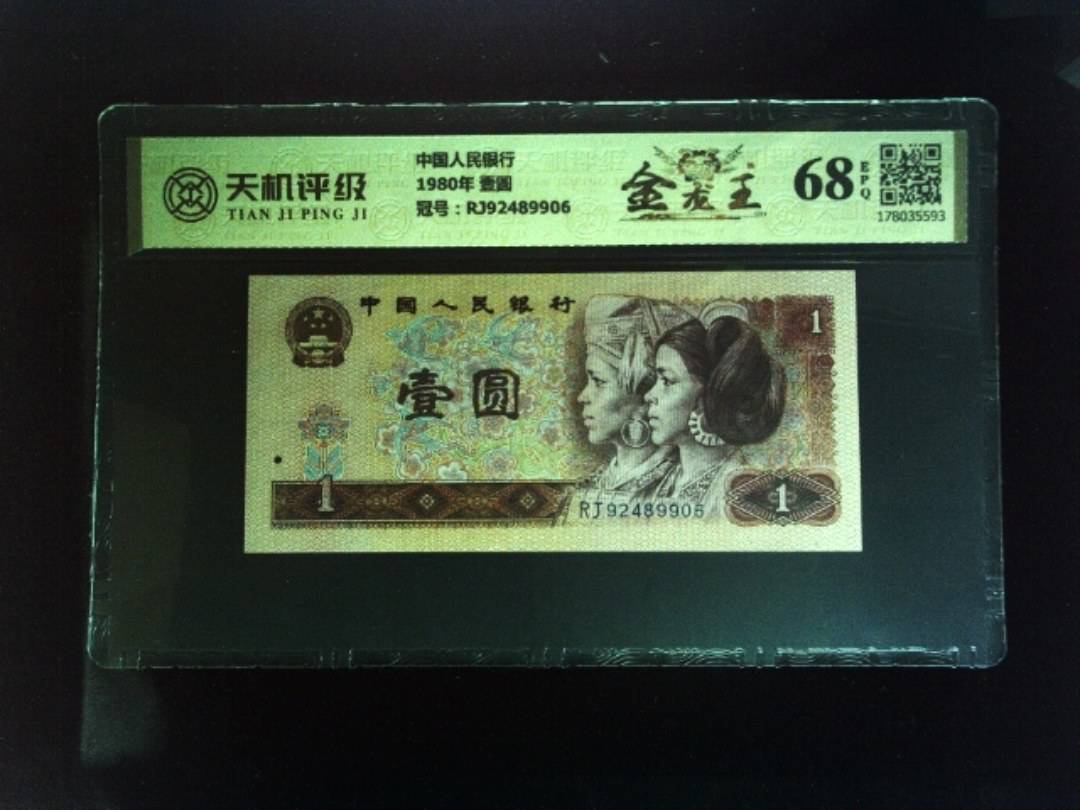 天机评级
TIAN JI PING JI
中国人民银行
1980年 壹圆
冠号：RJ92489906
金龙王
68
EPQ
178035593
中国人民银行
1
壹圆
1
RJ92489906
1